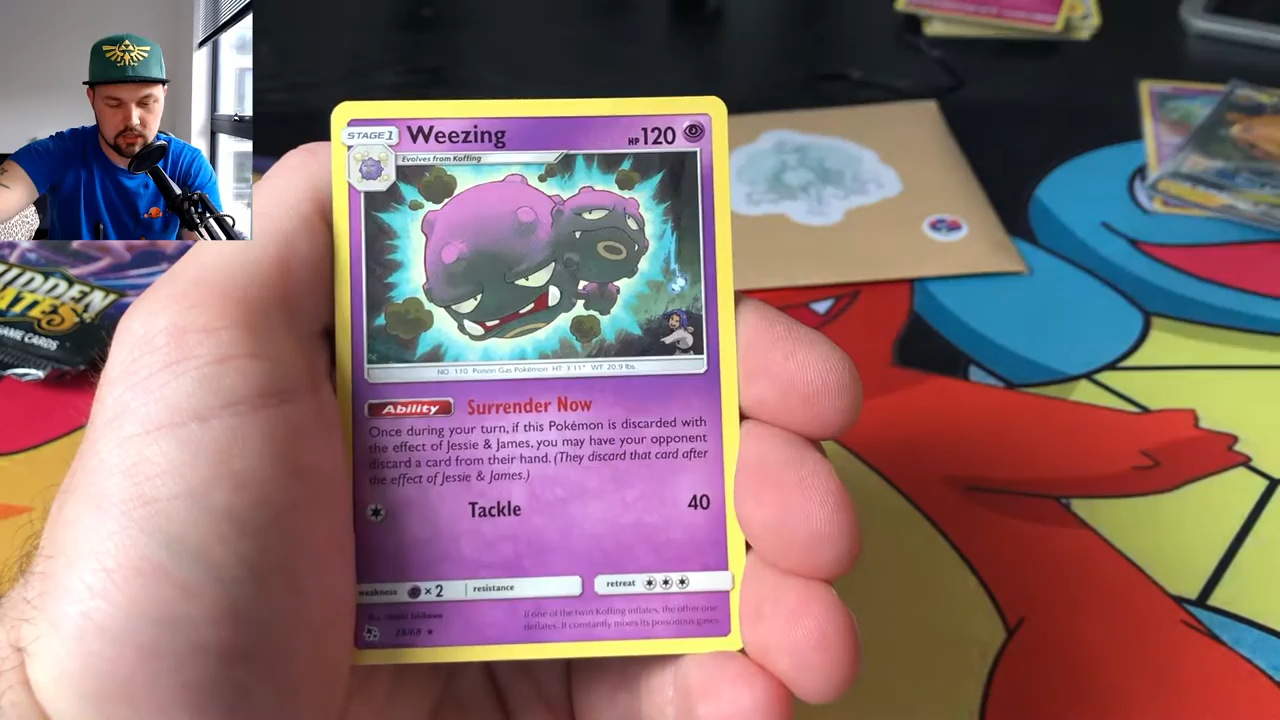 STAGE1 Weezing HP120
Evolves from Koffing
NO. 110 Poison Gas Pokémon HT: 3'11" WT: 20.9 lbs.
Ability Surrender Now
Once during your turn, if this Pokémon is discarded with
the effect of Jessie & James, you may have your opponent
discard a card from their hand. (They discard that card after
the effect of Jessie & James.)
Tackle 40
weakness ×2 resistance retreat
If one of the twin Koffing inflates, the other one
deflates. It constantly mixes its poisonous gases.
28/68
HIDDEN
FATES
GAME CARDS